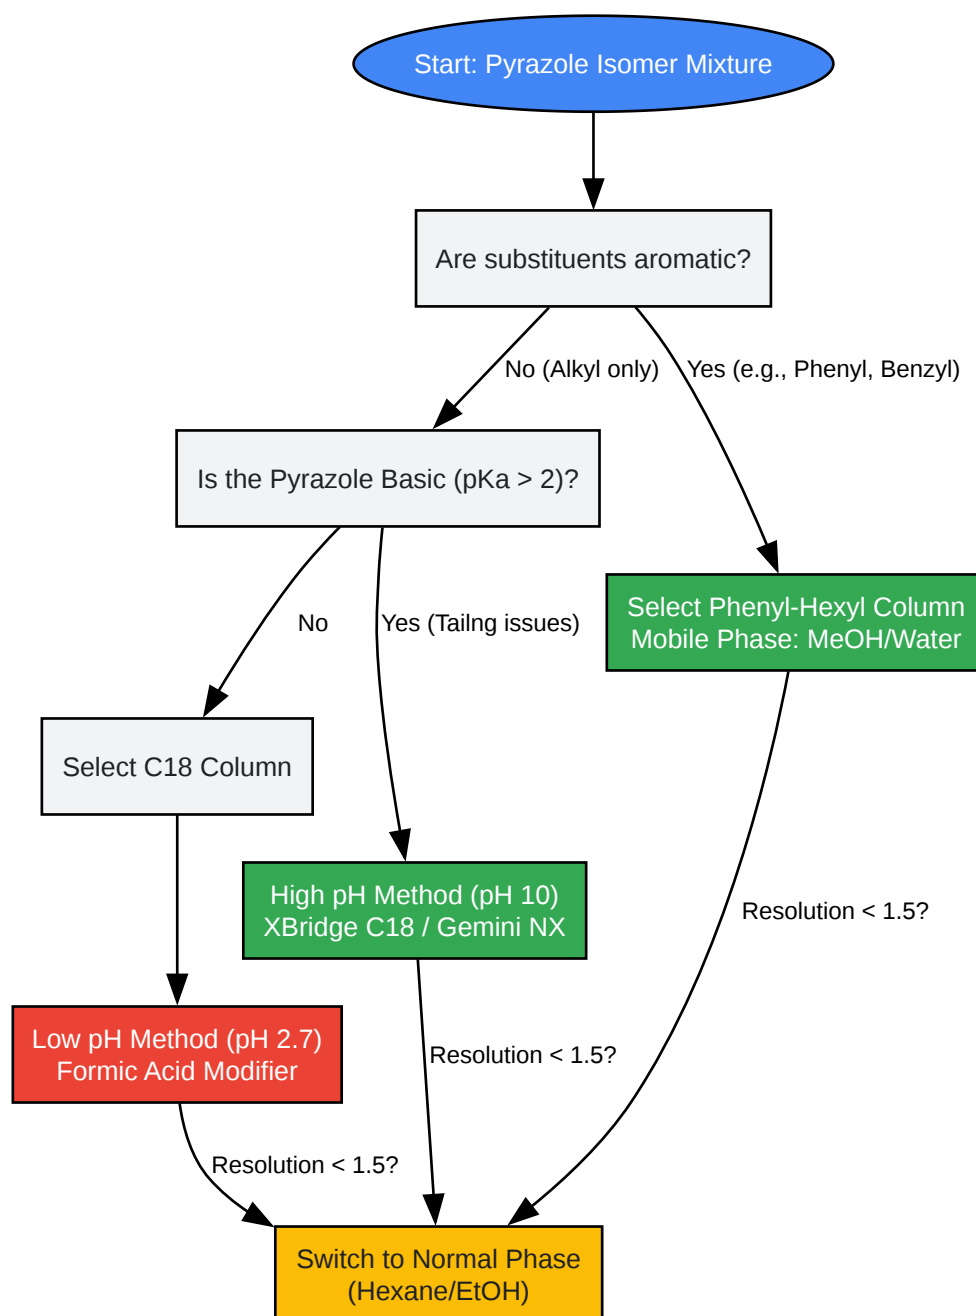 Start: Pyrazole Isomer Mixture
Are substituents aromatic?
No (Alkyl only)
Yes (e.g., Phenyl, Benzyl)
Is the Pyrazole Basic (pKa > 2)?
No
Yes (Tailng issues)
Select Phenyl-Hexyl Column
Mobile Phase: MeOH/Water
Select C18 Column
High pH Method (pH 10)
XBridge C18 / Gemini NX
Resolution < 1.5?
Low pH Method (pH 2.7)
Formic Acid Modifier
Resolution < 1.5?
Resolution < 1.5?
Switch to Normal Phase
(Hexane/EtOH)